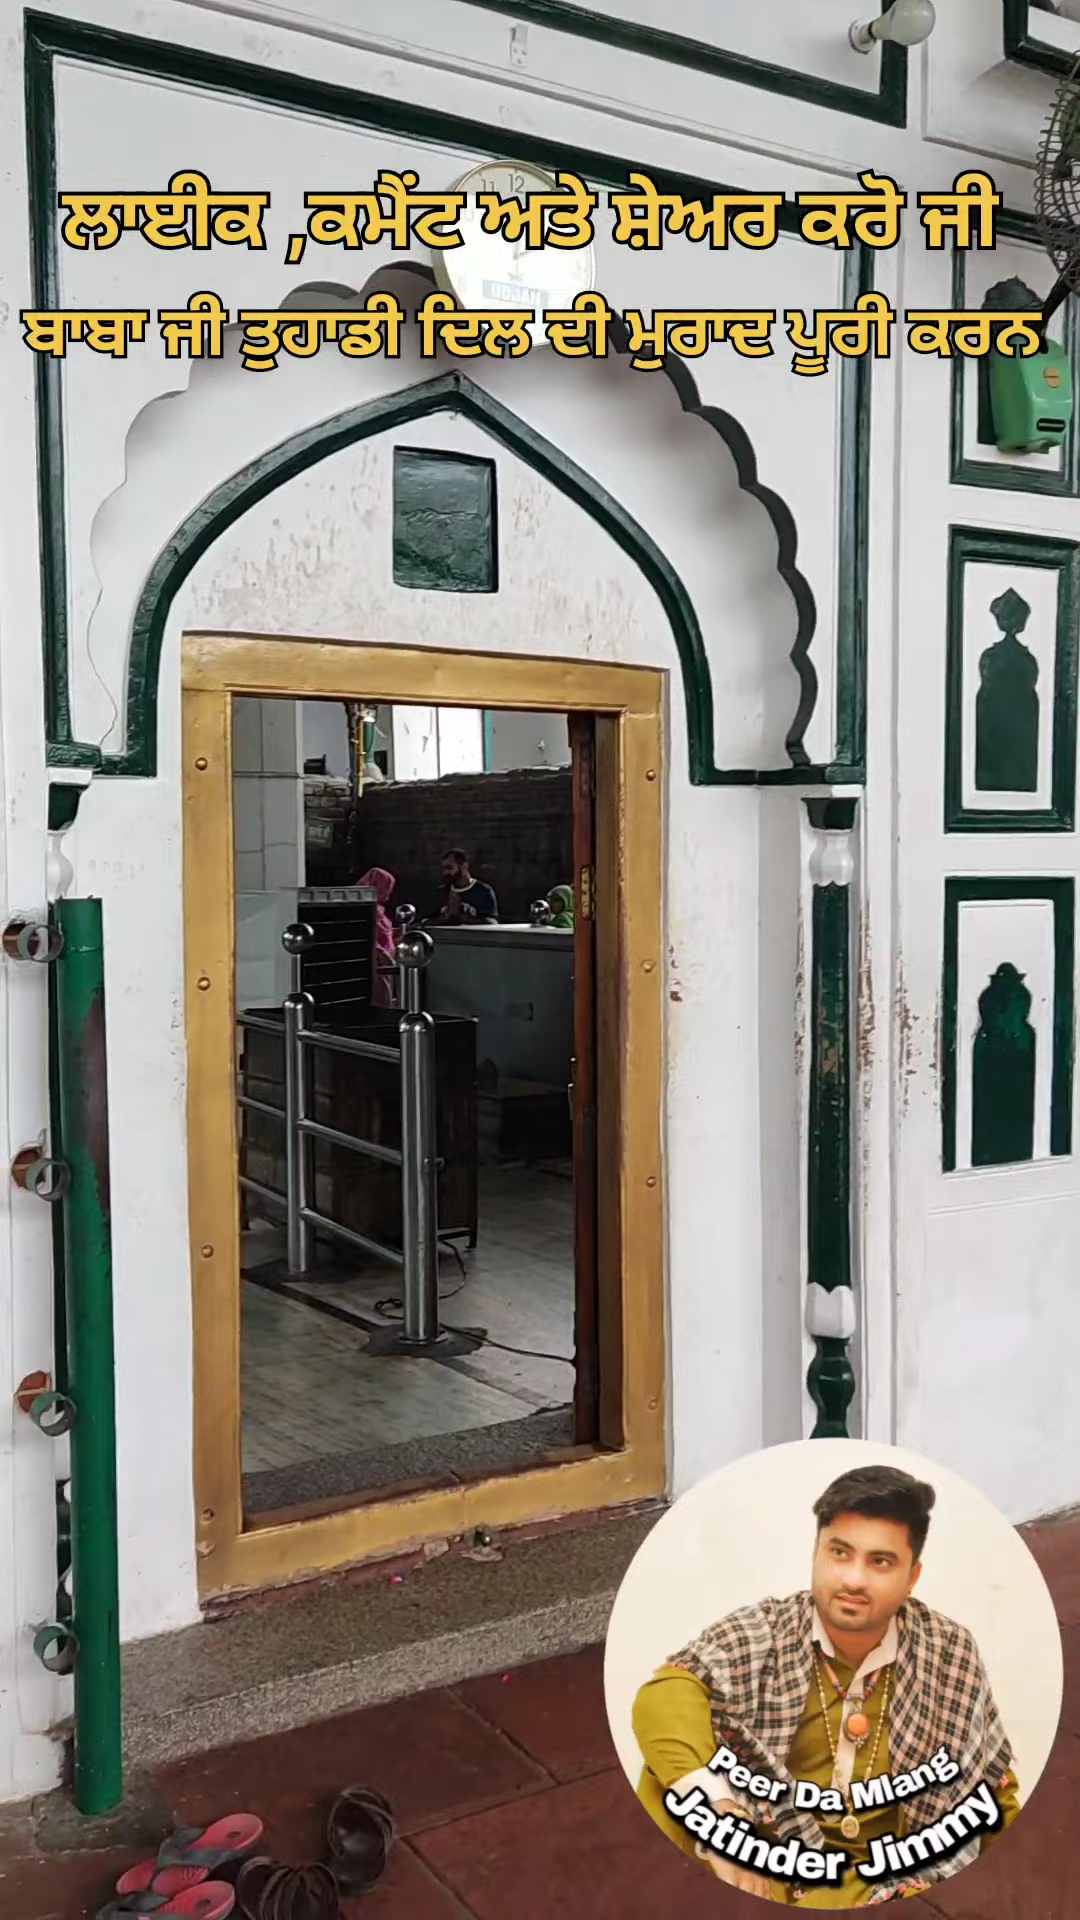 ਲਾਈਕ ,ਕਮੈਂਟ ਅਤੇ ਸ਼ੇਅਰ ਕਰੋ ਜੀ
ਬਾਬਾ ਜੀ ਤੁਹਾਡੀ ਦਿਲ ਦੀ ਮੁਰਾਦ ਪੂਰੀ ਕਰਨ
Peer Da Mlang
Jatinder Jimmy